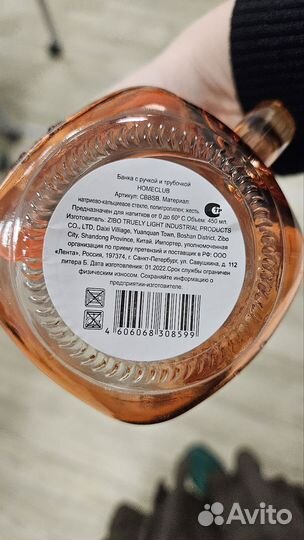 Банка с ручкой и трубочкой
HOMECLUB
Артикул: CBBSB. Материал:
натриево-кальциевое стекло, полипропилен, жесть.
Предназначен для напитков от 0 до 60° С Объем: 450 мл.
Изготовитель: ZIBO TRUELY LIGHT INDUSTRIAL PRODUCTS
CO., LTD, Daixi Village, Yuanquan Town, Boshan District, Zibo
City, Shandong Province, Китай. Импортер, уполномоченная
организация по приему претензий и поставщик в РФ: ООО
«Лента», Россия, 197374, г. Санкт-Петербург, ул. Савушкина, д. 112
литера Б. Дата изготовления: 01.2022.Срок службы ограничен
физическим износом. Сохраняйте информацию о
предприятии-изготовителе.
4 606068 308599
Avito